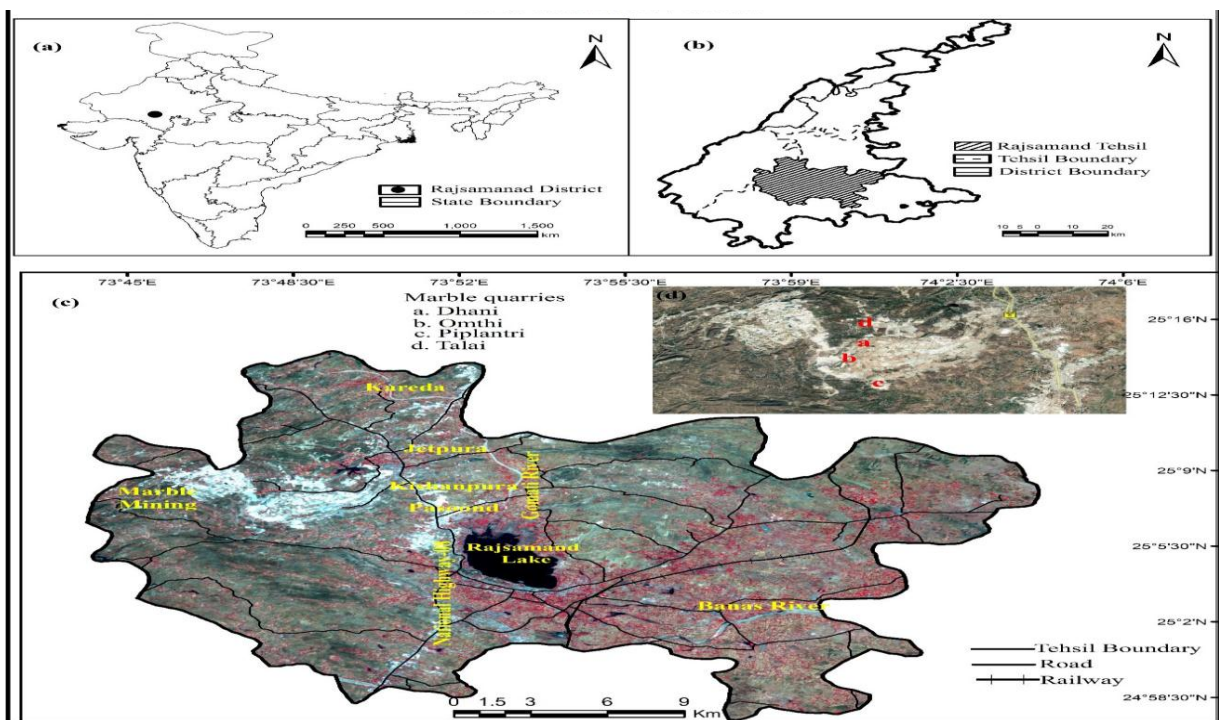 (a)
N
Rajsamanad District
State Boundary
0 250 500 1,000 1,500
km
(b)
N
Rajsamand Tehsil
Tehsil Boundary
District Boundary
10 5 0 10 20
km
73°45'E 73°48'30"E 73°52'E 73°55'30"E 73°59'E 74°2'30"E 74°6'E
(c)
Marble quarries
a. Dhani
b. Omthi
c. Piplantri
d. Talai
(d)
d
a
b
c
25°16'N
25°12'30"N
25°9'N
25°5'30"N
25°2'N
24°58'30"N
Kareda
Jetpura
Kishanpura
Pasoond
Gomati River
Marble
Mining
Rajsamand
Lake
National Highway
Banas River
Tehsil Boundary
Road
Railway
0 1.5 3 6 9
Km